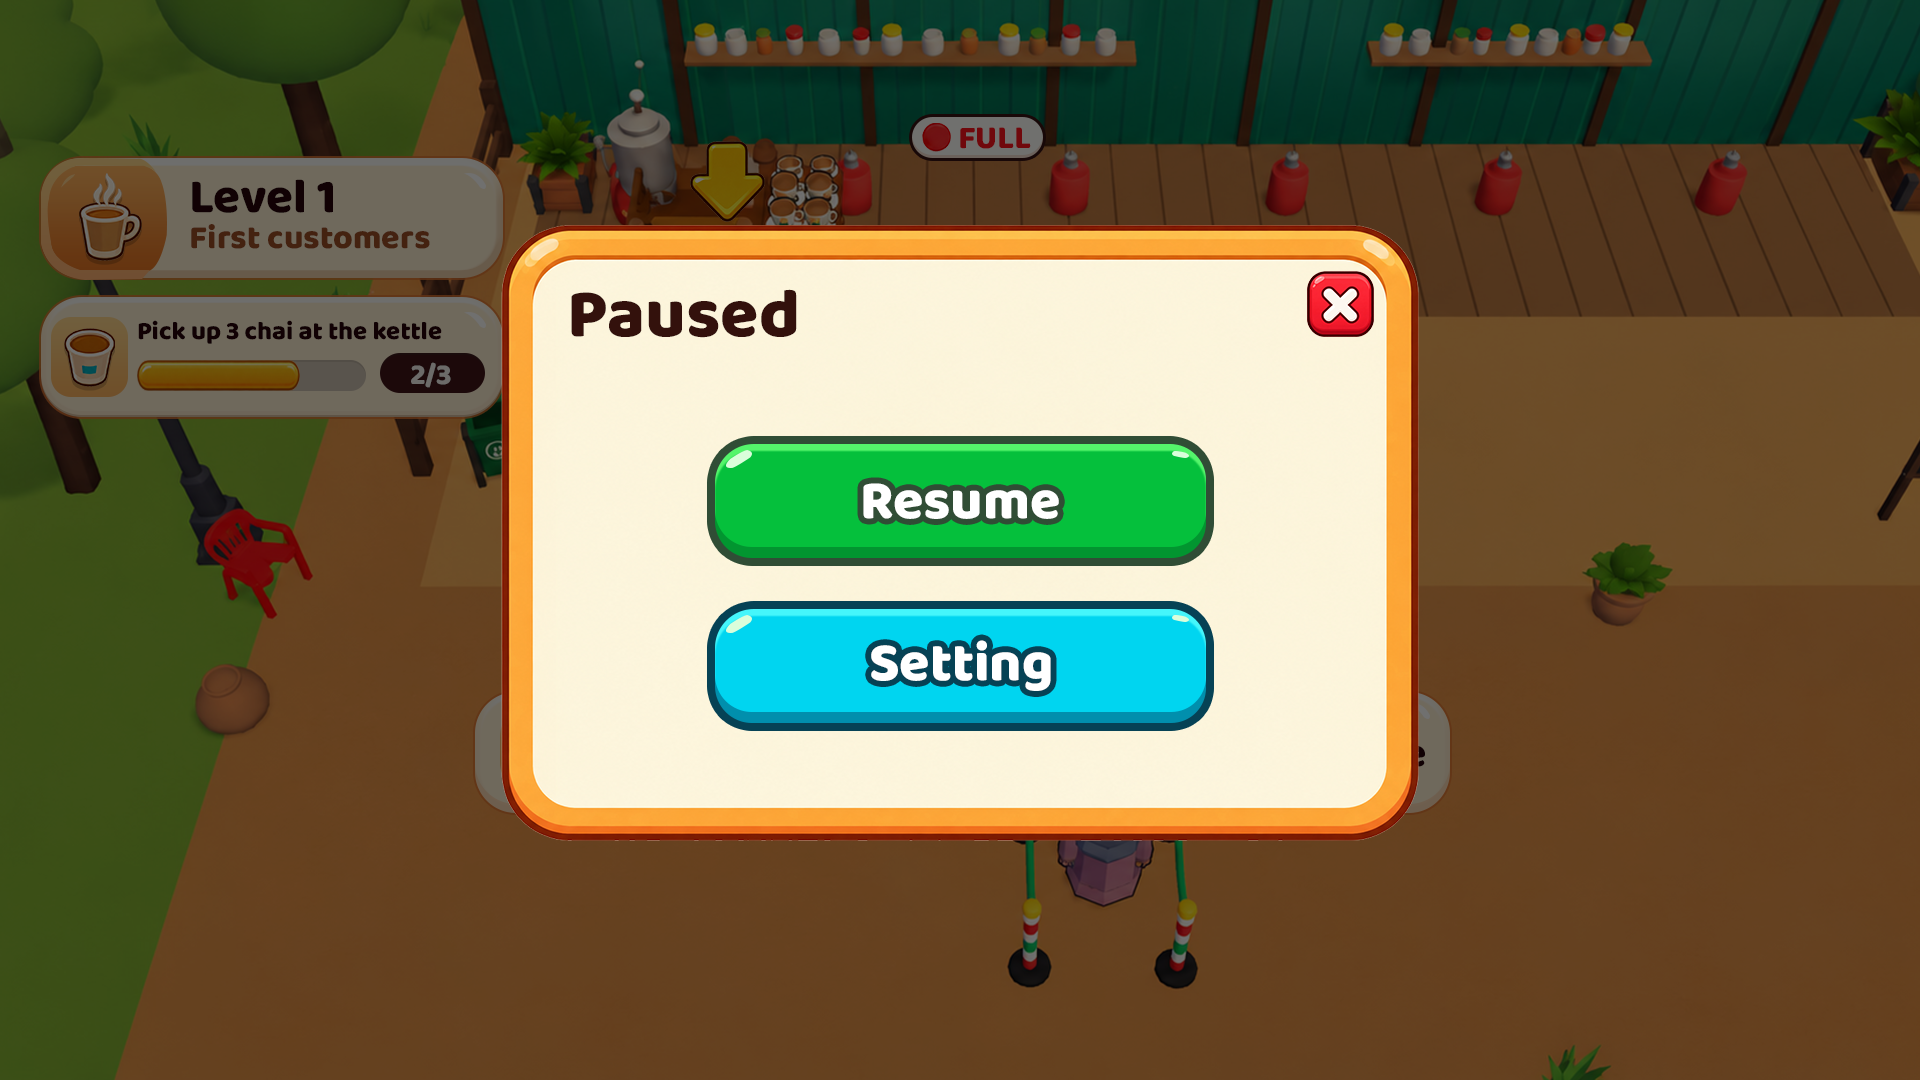 FULL
Level 1
First customers
Pick up 3 chai at the kettle
2/3
Paused
Resume
Setting